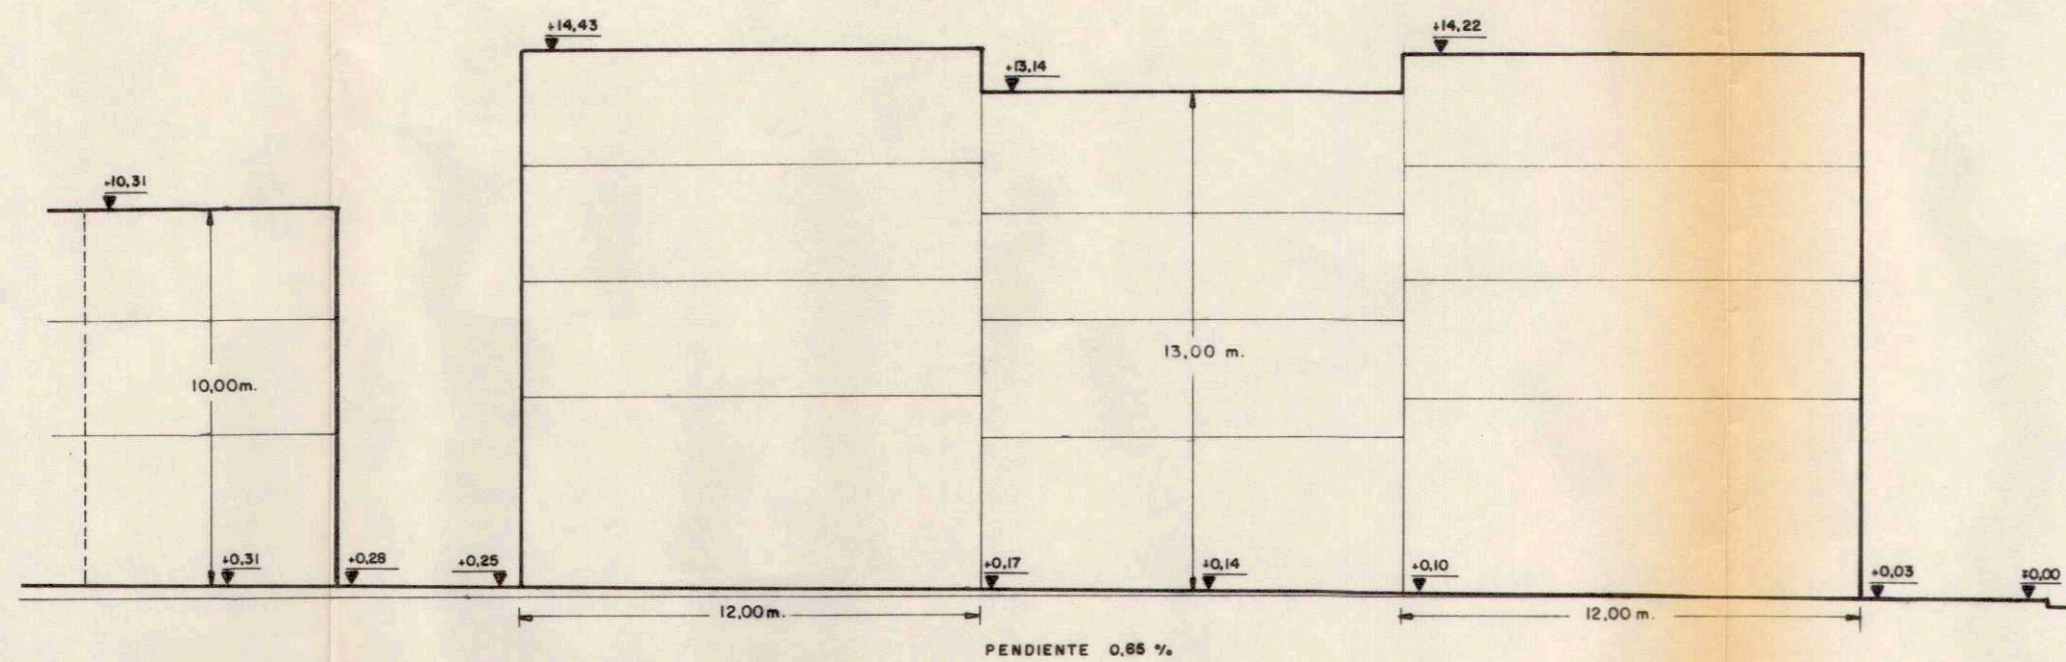 +14,43
+14,22
+13,14
+10,31
13,00 m.
10,00m.
+0,31
+0,28
+0,25
+0,17
+0,14
+0,10
+0,03
±0,00
12,00m.
12,00 m.
PENDIENTE 0,65 %